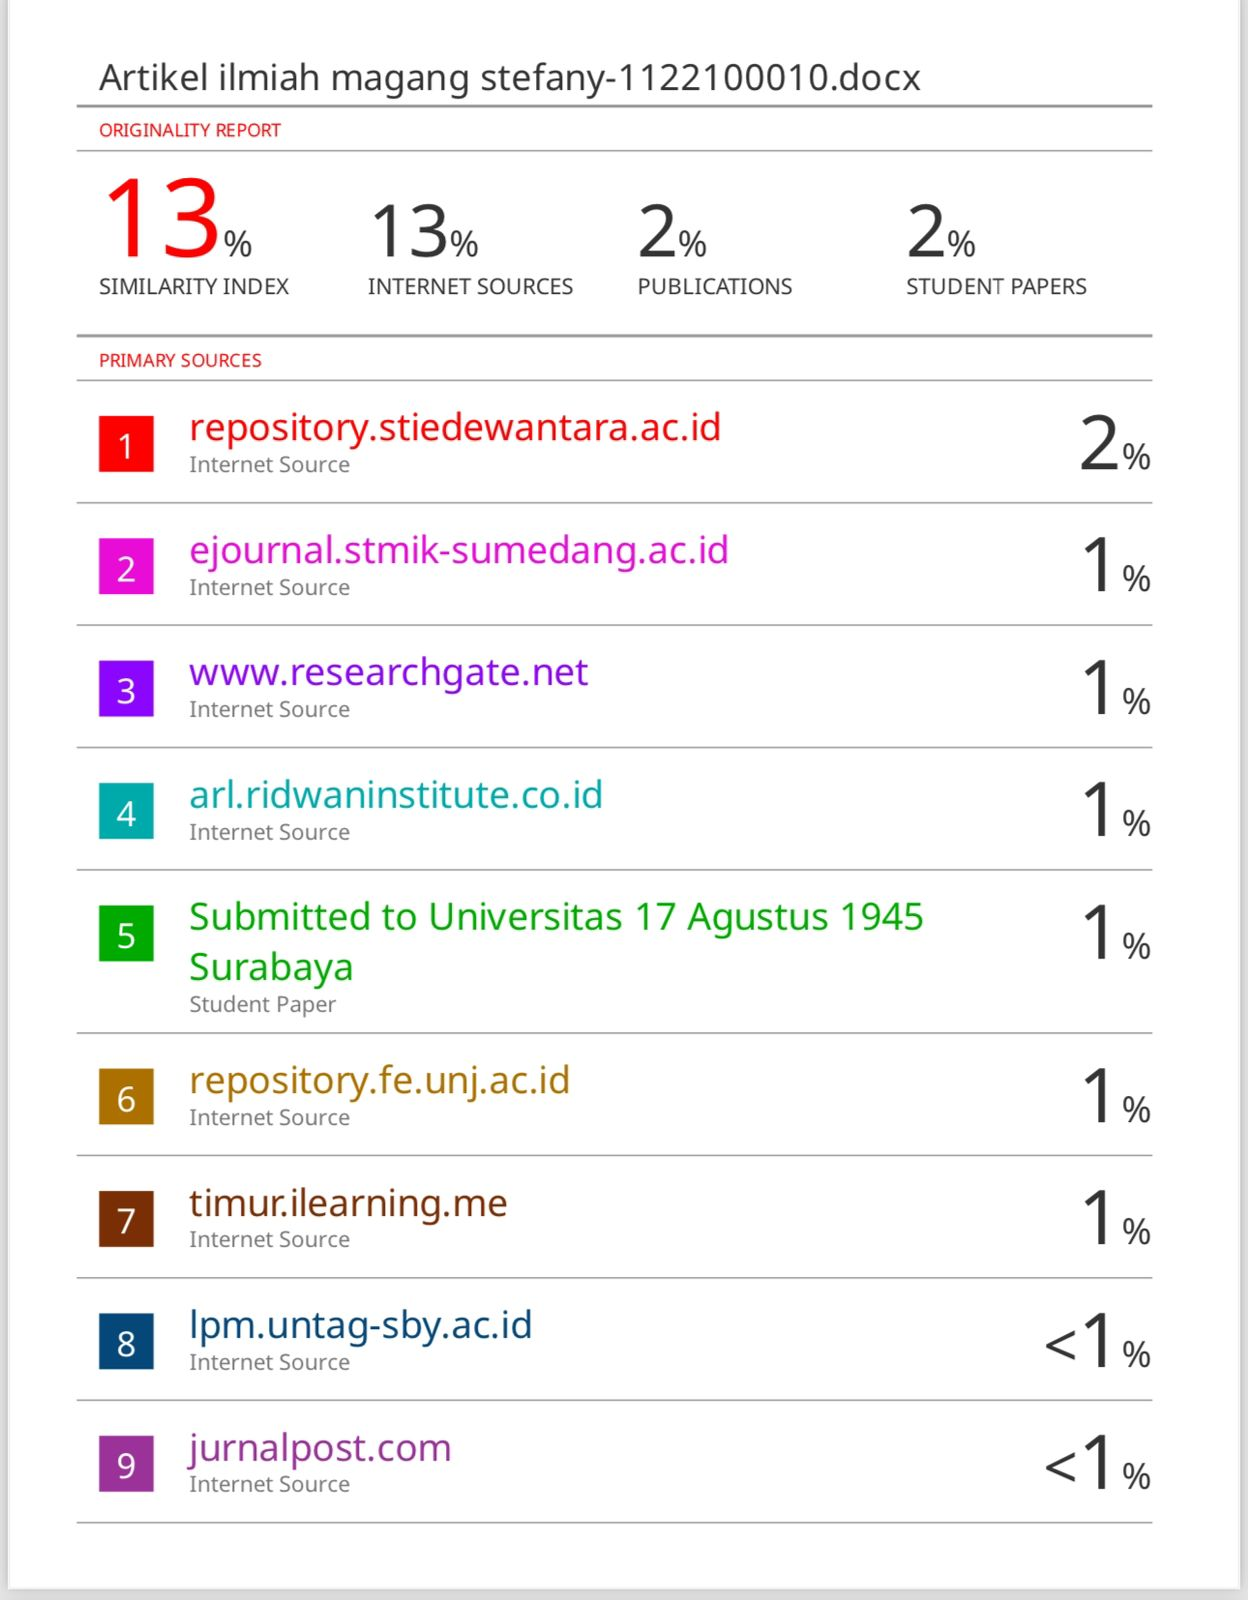 Artikel ilmiah magang stefany-1122100010.docx
ORIGINALITY REPORT
13% 13% 2% 2%
SIMILARITY INDEX INTERNET SOURCES PUBLICATIONS STUDENT PAPERS
PRIMARY SOURCES
1 repository.stiedewantara.ac.id 2%
Internet Source
2 ejournal.stmik-sumedang.ac.id 1%
Internet Source
3 www.researchgate.net 1%
Internet Source
4 arl.ridwaninstitute.co.id 1%
Internet Source
5 Submitted to Universitas 17 Agustus 1945 1%
Surabaya
Student Paper
6 repository.fe.unj.ac.id 1%
Internet Source
7 timur.ilearning.me 1%
Internet Source
8 lpm.untag-sby.ac.id <1%
Internet Source
9 jurnalpost.com <1%
Internet Source